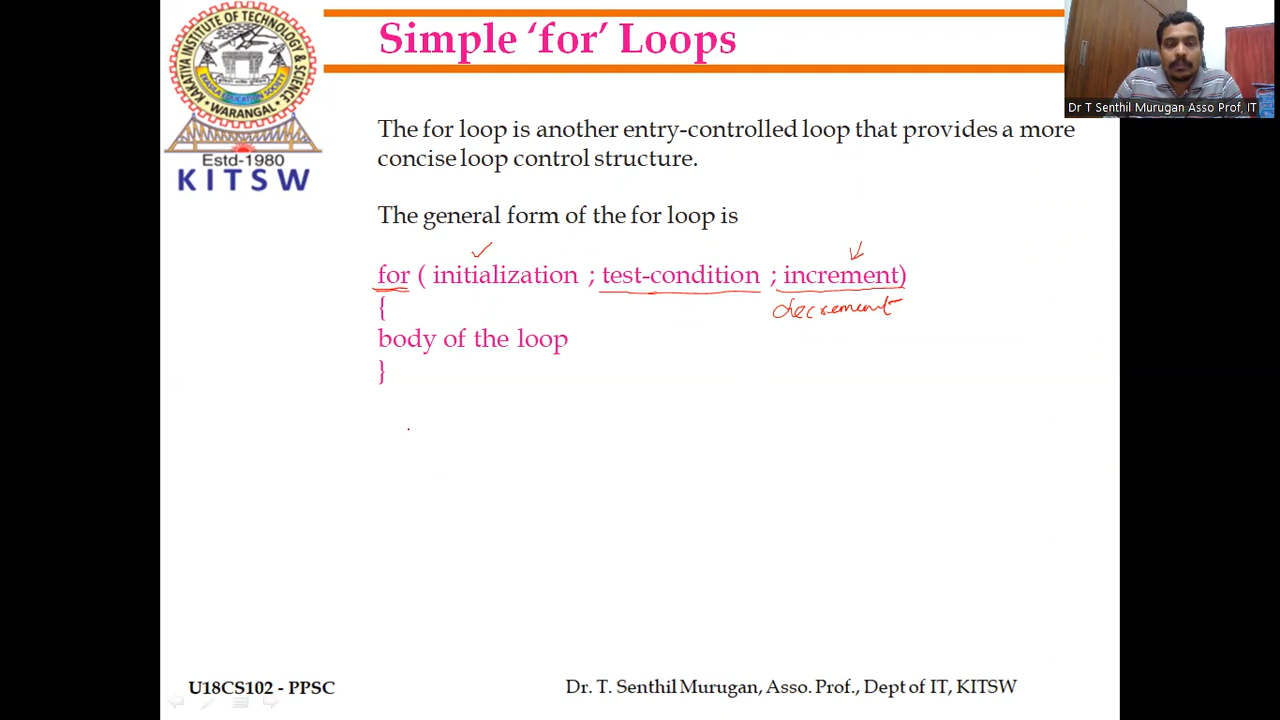 KAKATIYA INSTITUTE OF TECHNOLOGY & SCIENCE
EKASILA EDUCATION SOCIETY
• WARANGAL •
Estd-1980
KITSW
Simple ‘for’ Loops
Dr T Senthil Murugan Asso Prof, IT
The for loop is another entry-controlled loop that provides a more
concise loop control structure.
The general form of the for loop is
for ( initialization ; test-condition ; increment)
decrement
{
body of the loop
}
U18CS102 - PPSC
Dr. T. Senthil Murugan, Asso. Prof., Dept of IT, KITSW